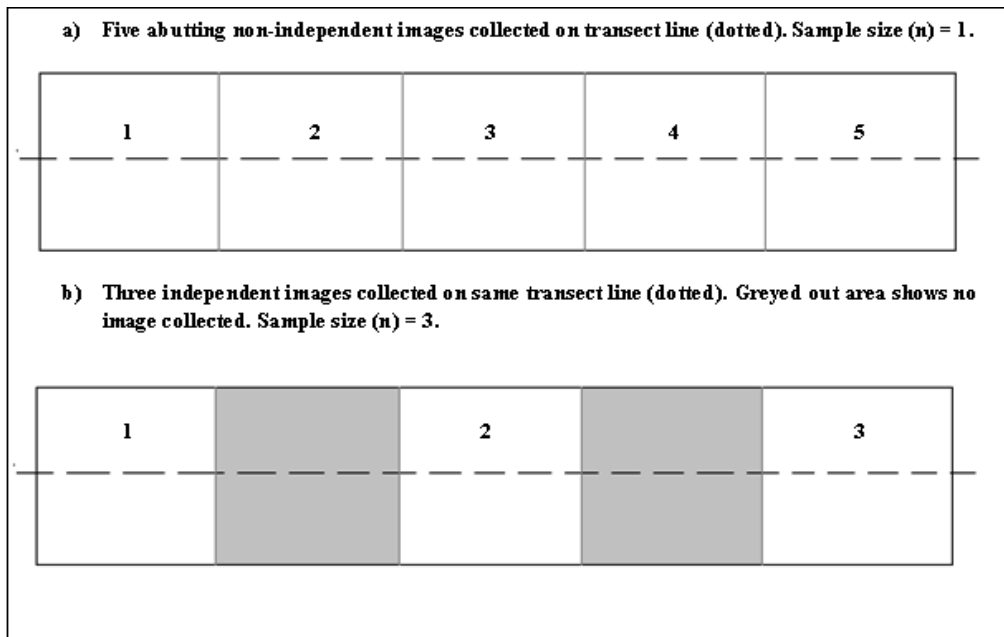 a) Five abutting non-independent images collected on transect line (dotted). Sample size (n) = 1.
1 2 3 4 5
b) Three independent images collected on same transect line (dotted). Greyed out area shows no
image collected. Sample size (n) = 3.
1 2 3